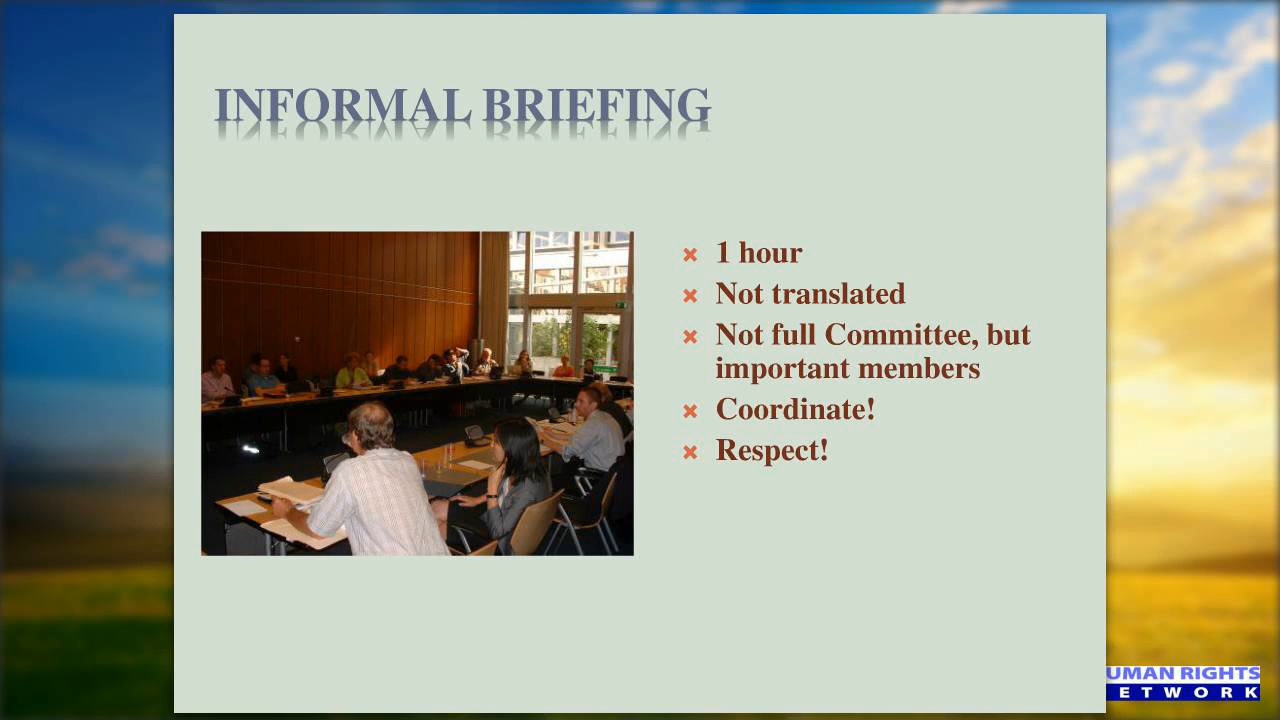 INFORMAL BRIEFING
1 hour
Not translated
Not full Committee, but
important members
Coordinate!
Respect!
UMAN RIGHTS
ETWORK